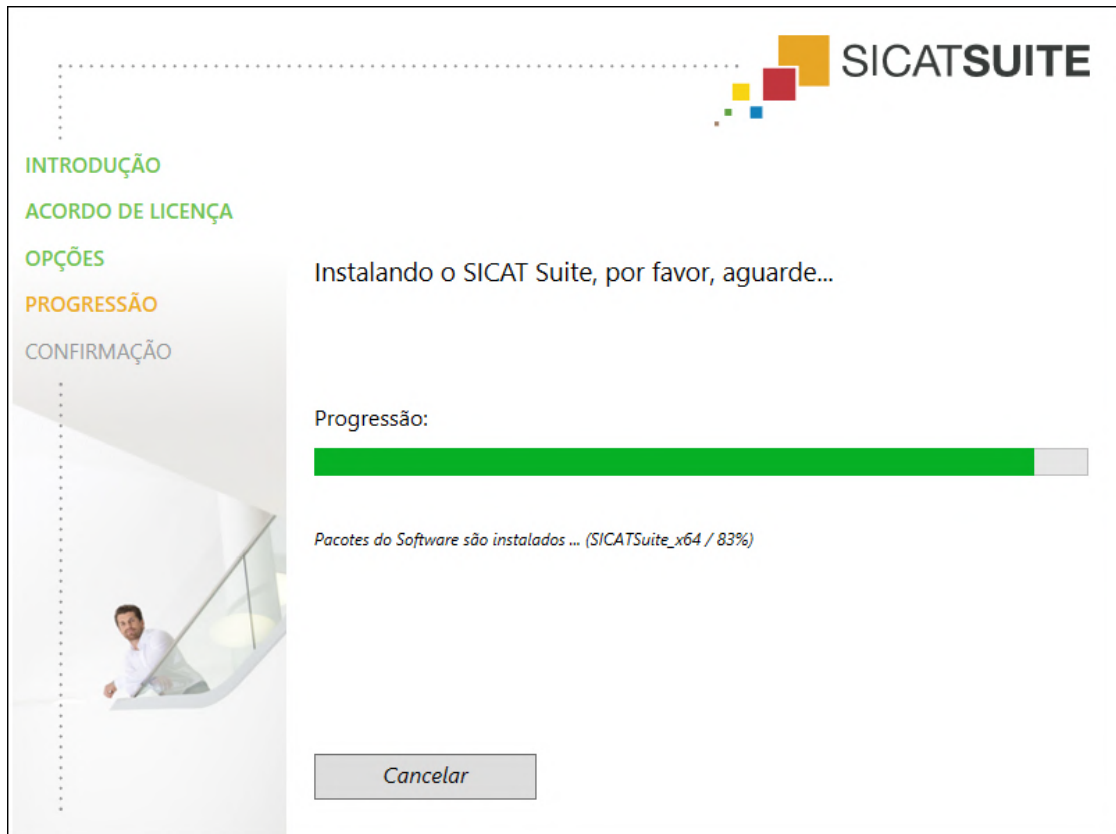 SICATSUITE
INTRODUÇÃO
ACORDO DE LICENÇA
OPÇÕES
PROGRESSÃO
CONFIRMAÇÃO
Instalando o SICAT Suite, por favor, aguarde...
Progressão:
Pacotes do Software são instalados ... (SICATSuite_x64 / 83%)
Cancelar